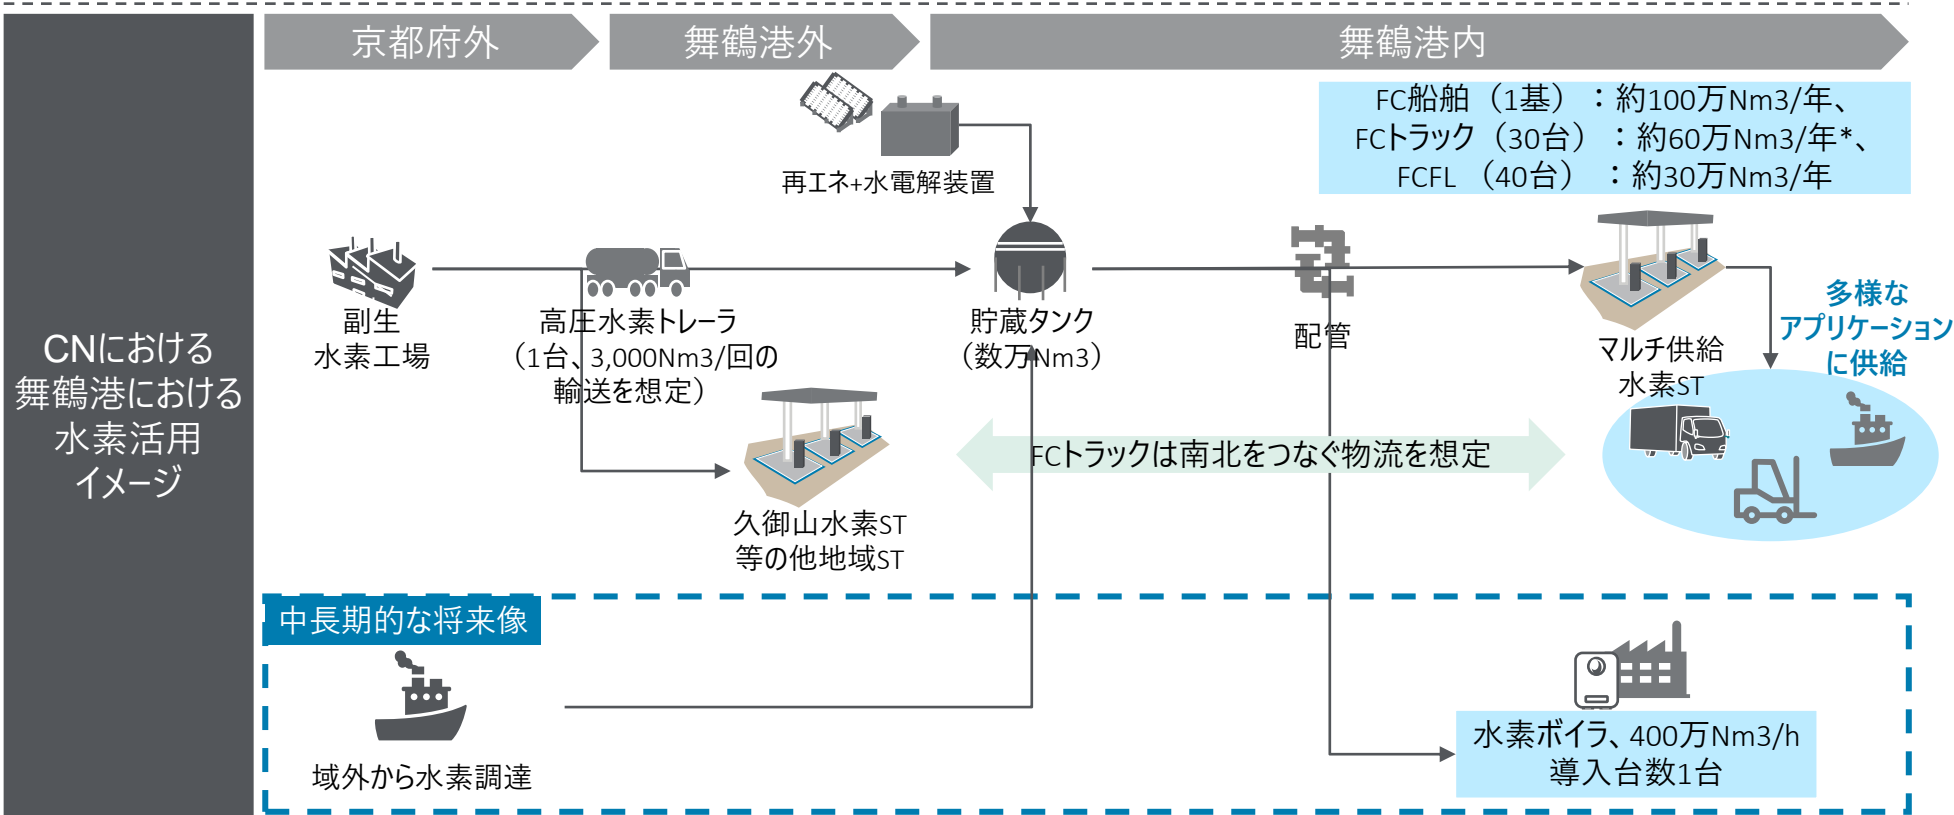 CNにおける
舞鶴港における
水素活用
イメージ
京都府外
舞鶴港外
舞鶴港内
FC船舶（1基）：約100万Nm3/年、
FCトラック（30台）：約60万Nm3/年*、
FCFL（40台）：約30万Nm3/年
再エネ+水電解装置
副生
水素工場
高圧水素トレーラ
（1台、3,000Nm3/回の
輸送を想定）
貯蔵タンク
（数万Nm3）
配管
マルチ供給
水素ST
多様な
アプリケーション
に供給
FCトラックは南北をつなぐ物流を想定
久御山水素ST
等の他地域ST
中長期的な将来像
域外から水素調達
水素ボイラ、400万Nm3/h
導入台数1台